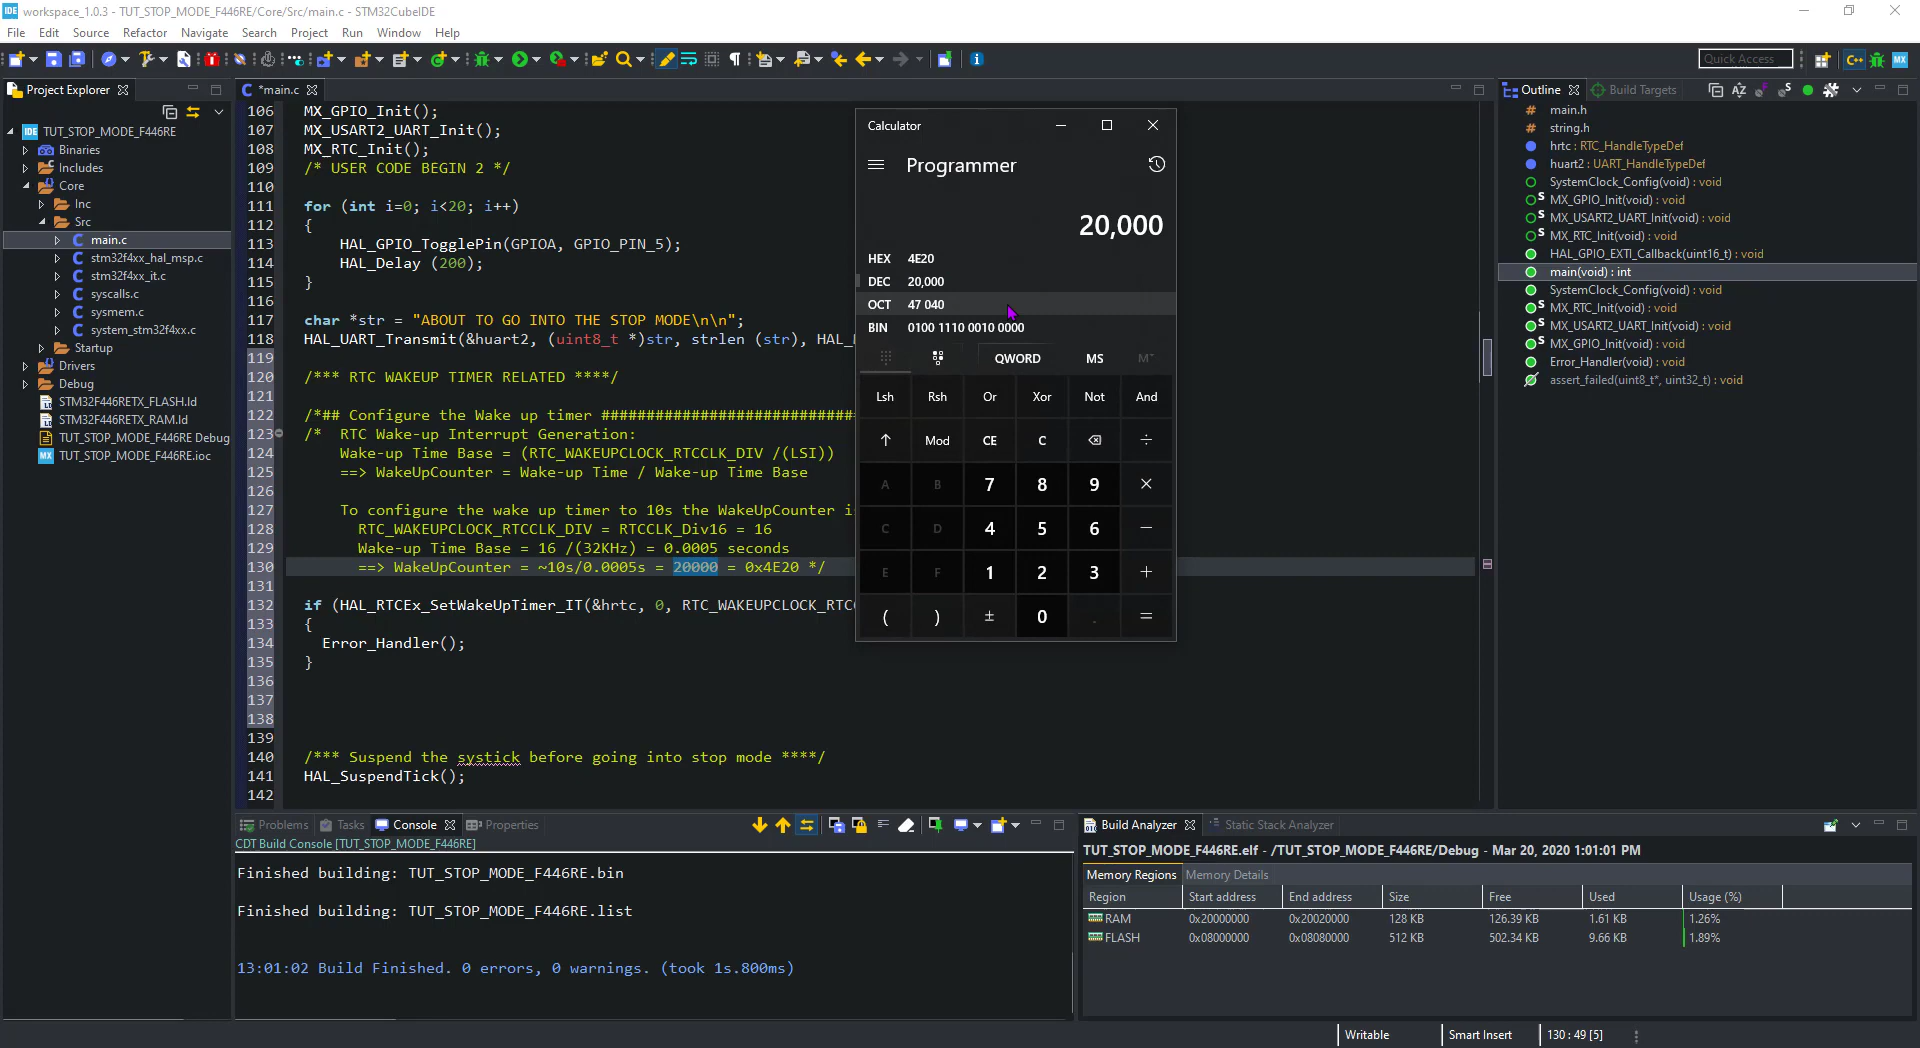 IDE workspace_1.0.3 - TUT_STOP_MODE_F446RE/Core/Src/main.c - STM32CubeIDE
File Edit Source Refactor Navigate Search Project Run Window Help
Quick Access
Project Explorer
TUT_STOP_MODE_F446RE
Binaries
Includes
Core
Inc
Src
main.c
stm32f4xx_hal_msp.c
stm32f4xx_it.c
syscalls.c
sysmem.c
system_stm32f4xx.c
Startup
Drivers
Debug
STM32F446RETX_FLASH.ld
STM32F446RETX_RAM.ld
TUT_STOP_MODE_F446RE Debug
MX TUT_STOP_MODE_F446RE.ioc
*main.c
106 MX_GPIO_Init();
107 MX_USART2_UART_Init();
108 MX_RTC_Init();
109 /* USER CODE BEGIN 2 */
110
111 for (int i=0; i<20; i++)
112 {
113 HAL_GPIO_TogglePin(GPIOA, GPIO_PIN_5);
114 HAL_Delay (200);
115 }
116
117 char *str = "ABOUT TO GO INTO THE STOP MODE\n\n";
118 HAL_UART_Transmit(&huart2, (uint8_t *)str, strlen (str), HAL_
119
120 /*** RTC WAKEUP TIMER RELATED ****/
121
122 /*## Configure the Wake up timer ############################
123 /* RTC Wake-up Interrupt Generation:
124 Wake-up Time Base = (RTC_WAKEUPCLOCK_RTCCLK_DIV /(LSI))
125 ==> WakeUpCounter = Wake-up Time / Wake-up Time Base
126
127 To configure the wake up timer to 10s the WakeUpCounter i
128 RTC_WAKEUPCLOCK_RTCCLK_DIV = RTCCLK_Div16 = 16
129 Wake-up Time Base = 16 /(32KHz) = 0.0005 seconds
130 ==> WakeUpCounter = ~10s/0.0005s = 20000 = 0x4E20 */
131
132 if (HAL_RTCEx_SetWakeUpTimer_IT(&hrtc, 0, RTC_WAKEUPCLOCK_RTC
133 {
134 Error_Handler();
135 }
136
137
138
139
140 /*** Suspend the systick before going into stop mode ****/
141 HAL_SuspendTick();
142
Calculator
Programmer
20,000
HEX 4E20
DEC 20,000
OCT 47 040
BIN 0100 1110 0010 0000
QWORD MS M˅
Lsh Rsh Or Xor Not And
↑ Mod CE C ⌫ ÷
A B 7 8 9 ×
C D 4 5 6 −
E F 1 2 3 +
( ) ± 0 . =
Outline Build Targets
main.h
string.h
hrtc : RTC_HandleTypeDef
huart2 : UART_HandleTypeDef
SystemClock_Config(void) : void
S MX_GPIO_Init(void) : void
S MX_USART2_UART_Init(void) : void
S MX_RTC_Init(void) : void
HAL_GPIO_EXTI_Callback(uint16_t) : void
main(void) : int
SystemClock_Config(void) : void
S MX_RTC_Init(void) : void
S MX_USART2_UART_Init(void) : void
S MX_GPIO_Init(void) : void
Error_Handler(void) : void
assert_failed(uint8_t*, uint32_t) : void
Problems Tasks Console Properties
CDT Build Console [TUT_STOP_MODE_F446RE]
Finished building: TUT_STOP_MODE_F446RE.bin
Finished building: TUT_STOP_MODE_F446RE.list
13:01:02 Build Finished. 0 errors, 0 warnings. (took 1s.800ms)
Build Analyzer Static Stack Analyzer
TUT_STOP_MODE_F446RE.elf - /TUT_STOP_MODE_F446RE/Debug - Mar 20, 2020 1:01:01 PM
Memory Regions Memory Details
Region Start address End address Size Free Used Usage (%)
RAM 0x20000000 0x20020000 128 KB 126.39 KB 1.61 KB 1.26%
FLASH 0x08000000 0x08080000 512 KB 502.34 KB 9.66 KB 1.89%
Writable Smart Insert 130 : 49 [5]